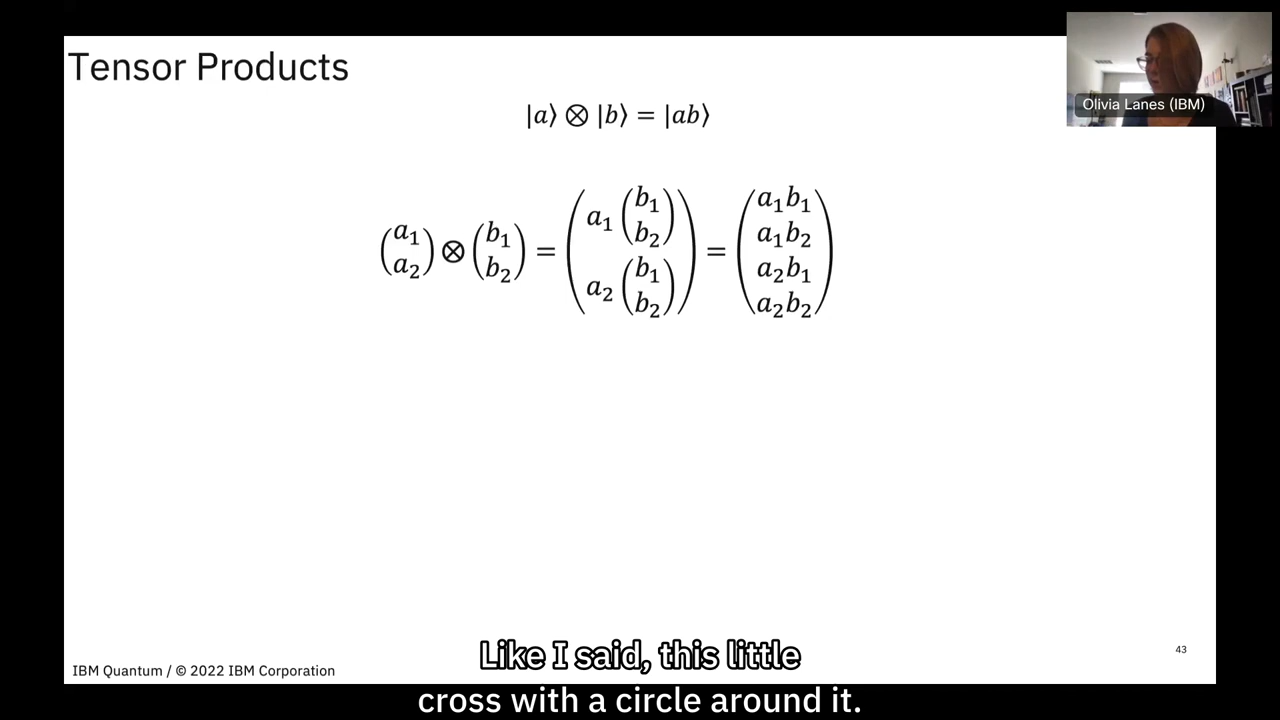 Tensor Products
Olivia Lanes (IBM)
|a⟩ ⊗ |b⟩ = |ab⟩
(a₁ a₂) ⊗ (b₁ b₂) = (a₁ (b₁ b₂) a₂ (b₁ b₂)) = (a₁b₁ a₁b₂ a₂b₁ a₂b₂)
Like I said, this little
cross with a circle around it.
IBM Quantum / © 2022 IBM Corporation
43